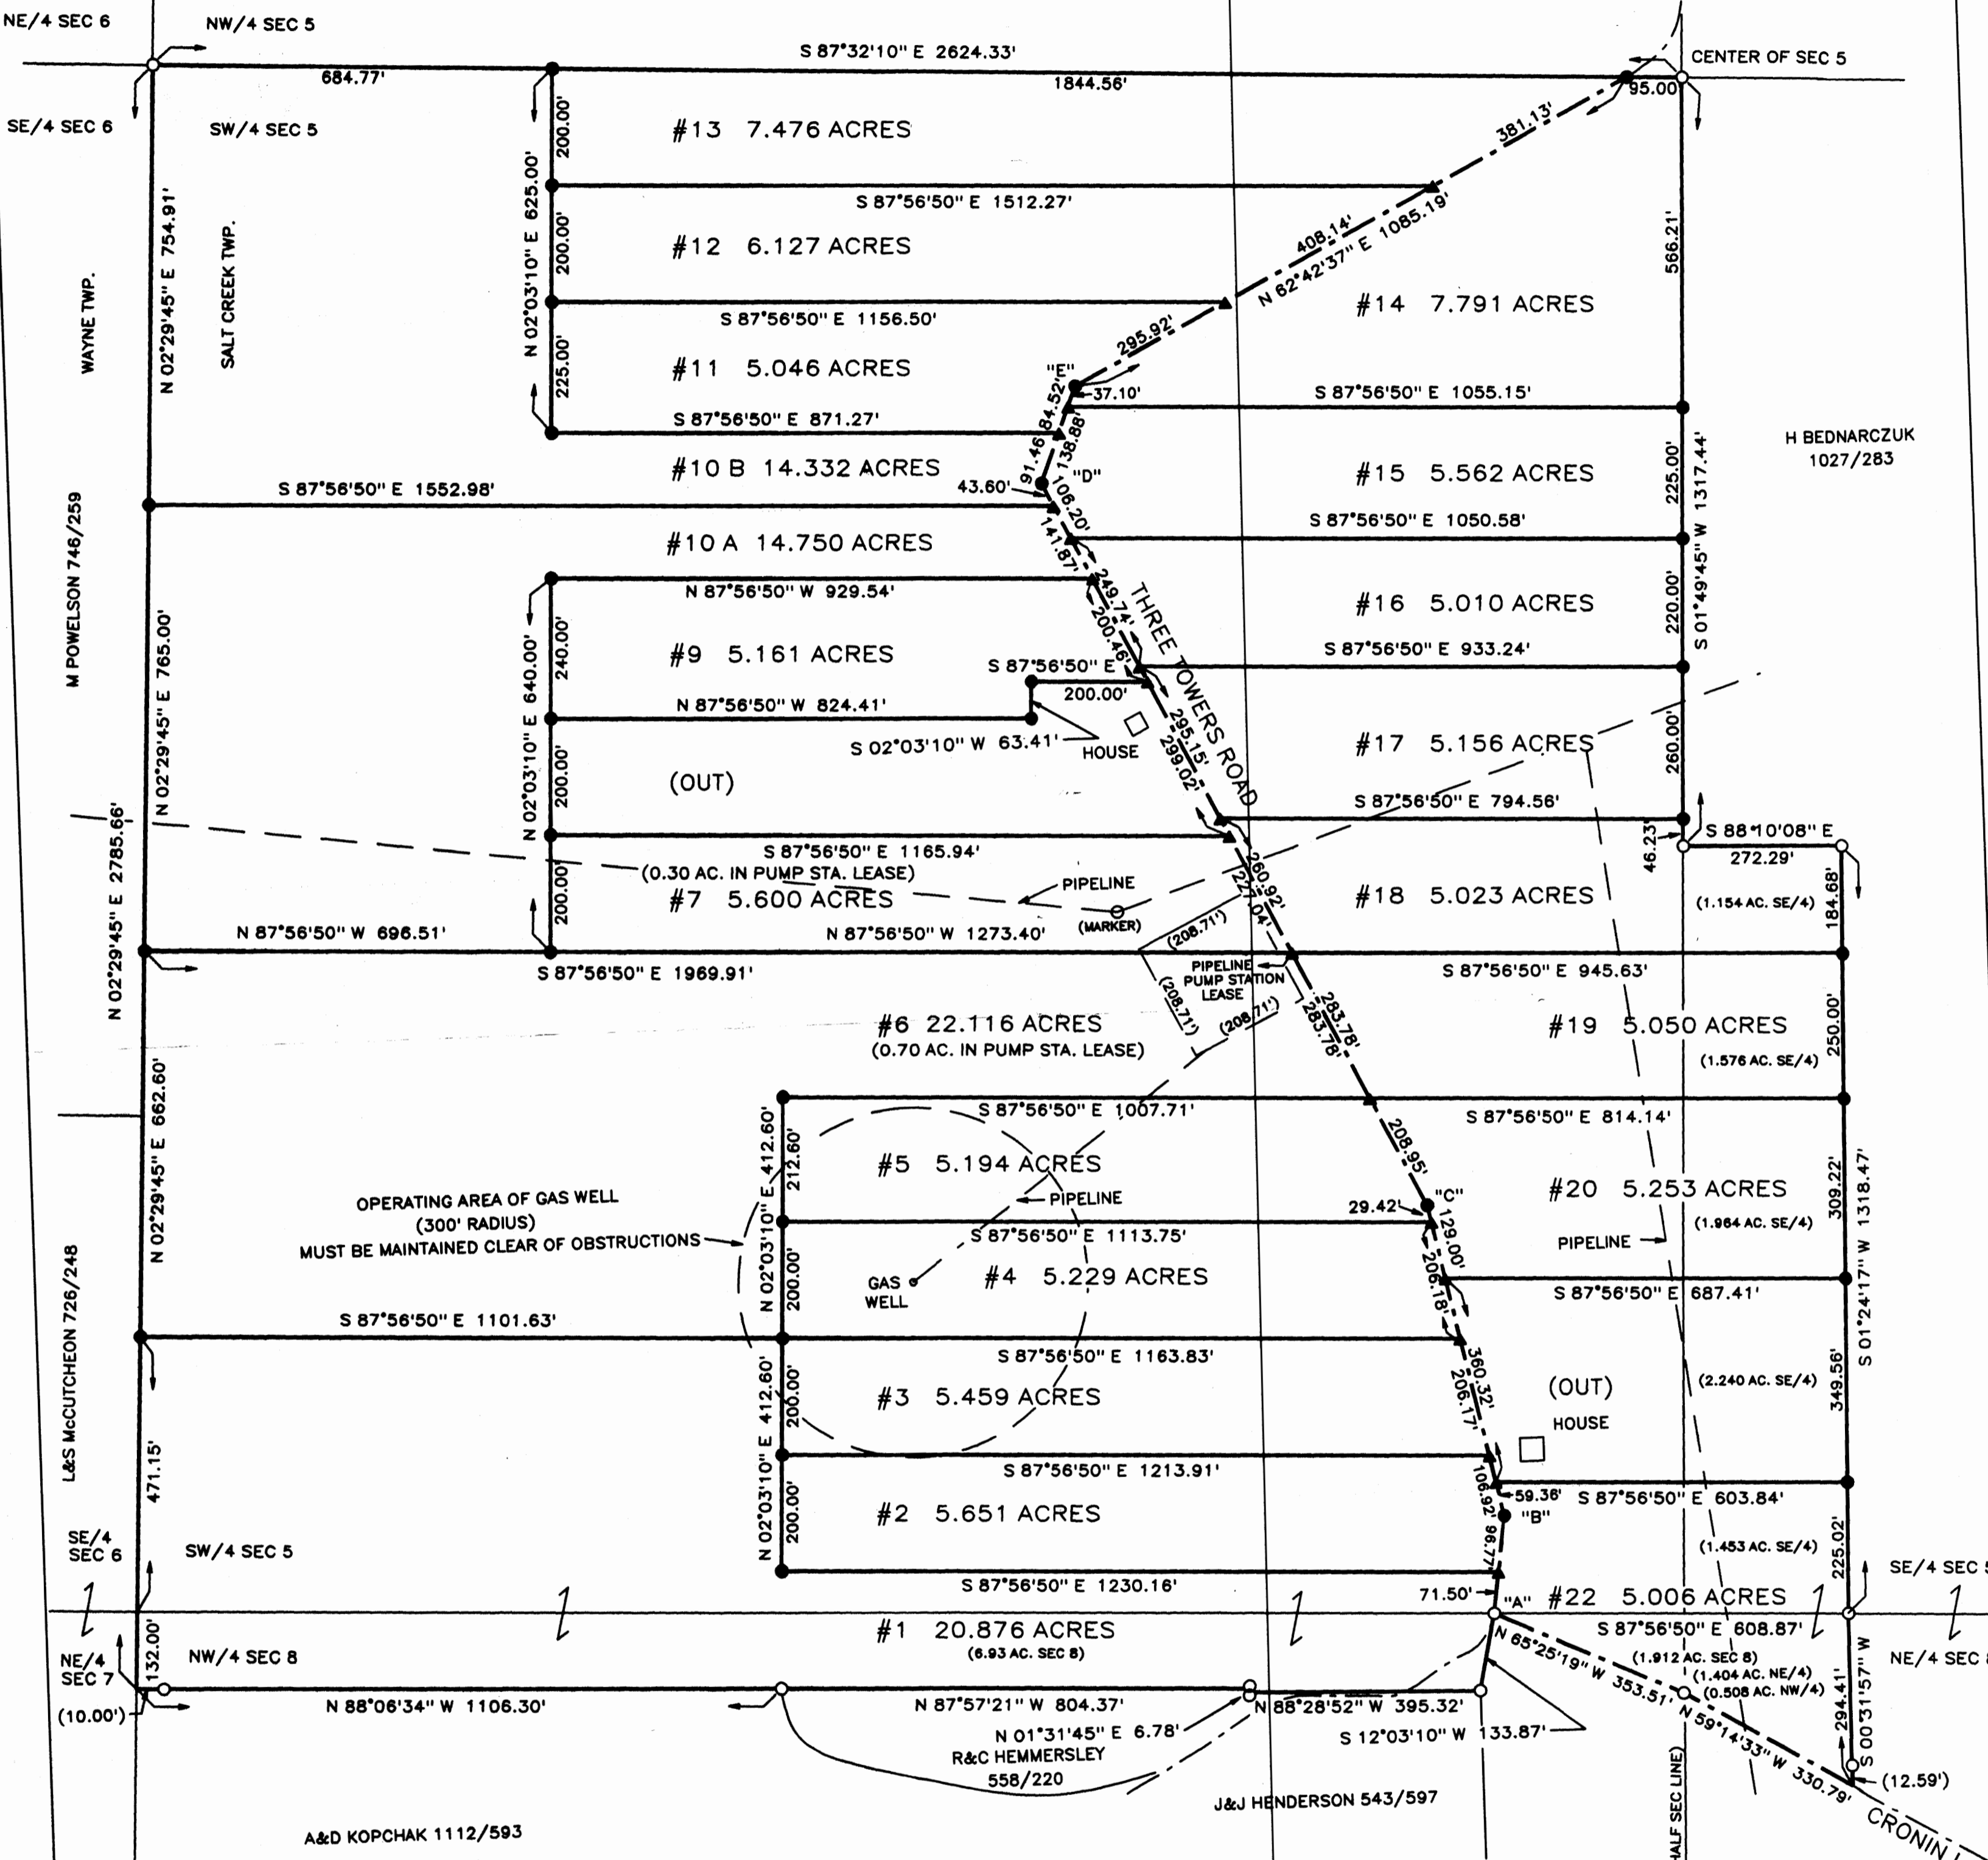 NE/4 SEC 6
NW/4 SEC 5
S 87°32'10" E 2624.33'
684.77'
1844.56'
95.00'
CENTER OF SEC 5
SE/4 SEC 6
SW/4 SEC 5
200.00'
#13 7.476 ACRES
381.13'
N 02°29'45" E 754.91'
N 02°03'10" E 625.00'
S 87°56'50" E 1512.27'
WAYNE TWP.
SALT CREEK TWP.
200.00'
#12 6.127 ACRES
408.14'
N 62°42'37" E 1085.19'
566.21'
S 87°56'50" E 1156.50'
#14 7.791 ACRES
295.92'
225.00'
#11 5.046 ACRES
"E"
37.10'
84.52'
S 87°56'50" E 1055.15'
S 87°56'50" E 871.27'
138.88'
91.46'
H BEDNARCZUK
1027/283
#10 B 14.332 ACRES
"D"
#15 5.562 ACRES
225.00'
S 01°49'45" W 1317.44'
43.60'
S 87°56'50" E 1552.98'
106.20'
S 87°56'50" E 1050.58'
M POWELSON 746/259
#10 A 14.750 ACRES
141.87'
N 87°56'50" W 929.54'
249.74'
THREE TOWERS ROAD
#16 5.010 ACRES
220.00'
N 02°29'45" E 765.00'
N 02°03'10" E 640.00'
240.00'
#9 5.161 ACRES
200.46'
S 87°56'50" E 933.24'
S 87°56'50" E
200.00'
N 87°56'50" W 824.41'
S 02°03'10" W 63.41'
HOUSE
295.15'
299.02'
#17 5.156 ACRES
260.00'
(OUT)
200.00'
S 87°56'50" E 794.56'
46.23'
S 88°10'08" E
272.29'
S 87°56'50" E 1165.94'
(0.30 AC. IN PUMP STA. LEASE)
PIPELINE
260.92'
227.04'
200.00'
#7 5.600 ACRES
(MARKER)
#18 5.023 ACRES
(1.154 AC. SE/4)
184.68'
N 02°29'45" E 2785.66'
(208.71')
N 87°56'50" W 696.51'
N 87°56'50" W 1273.40'
S 87°56'50" E 1969.91'
PIPELINE
PUMP STATION
LEASE
S 87°56'50" E 945.63'
(208.71')
(208.71')
283.78'
283.78'
#6 22.116 ACRES
(0.70 AC. IN PUMP STA. LEASE)
#19 5.050 ACRES
(1.576 AC. SE/4)
250.00'
N 02°29'45" E 662.60'
S 87°56'50" E 1007.71'
S 87°56'50" E 814.14'
N 02°03'10" E 412.60'
212.60'
#5 5.194 ACRES
208.95'
#20 5.253 ACRES
(1.964 AC. SE/4)
309.22'
S 01°24'17" W 1318.47'
OPERATING AREA OF GAS WELL
(300' RADIUS)
MUST BE MAINTAINED CLEAR OF OBSTRUCTIONS
PIPELINE
"C"
29.42'
129.00'
S 87°56'50" E 1113.75'
PIPELINE
L&S McCUTCHEON 726/248
200.00'
GAS
WELL
#4 5.229 ACRES
206.18'
S 87°56'50" E 687.41'
S 87°56'50" E 1101.63'
S 87°56'50" E 1163.83'
N 02°03'10" E 412.60'
200.00'
#3 5.459 ACRES
360.32'
206.17'
(OUT)
HOUSE
(2.240 AC. SE/4)
349.56'
471.15'
S 87°56'50" E 1213.91'
106.92'
59.36'
S 87°56'50" E 603.84'
200.00'
#2 5.651 ACRES
"B"
96.77'
(1.453 AC. SE/4)
225.02'
SE/4
SEC 6
SW/4 SEC 5
S 87°56'50" E 1230.16'
71.50'
"A"
#22 5.006 ACRES
SE/4 SEC 5
#1 20.876 ACRES
(6.93 AC. SEC 8)
S 87°56'50" E 608.87'
(1.912 AC. SEC 8)
(1.404 AC. NE/4)
(0.508 AC. NW/4)
NE/4
SEC 7
132.00'
NW/4 SEC 8
NE/4 SEC 8
N 65°25'19" W 353.51'
(10.00')
N 88°06'34" W 1106.30'
N 87°57'21" W 804.37'
N 88°28'52" W 395.32'
N 01°31'45" E 6.78'
S 12°03'10" W 133.87'
N 59°14'33" W 330.79'
294.41'
S 00°31'57" W
(12.59')
R&C HEMMERSLEY
558/220
J&J HENDERSON 543/597
HALF SEC LINE)
CRONIN
A&D KOPCHAK 1112/593